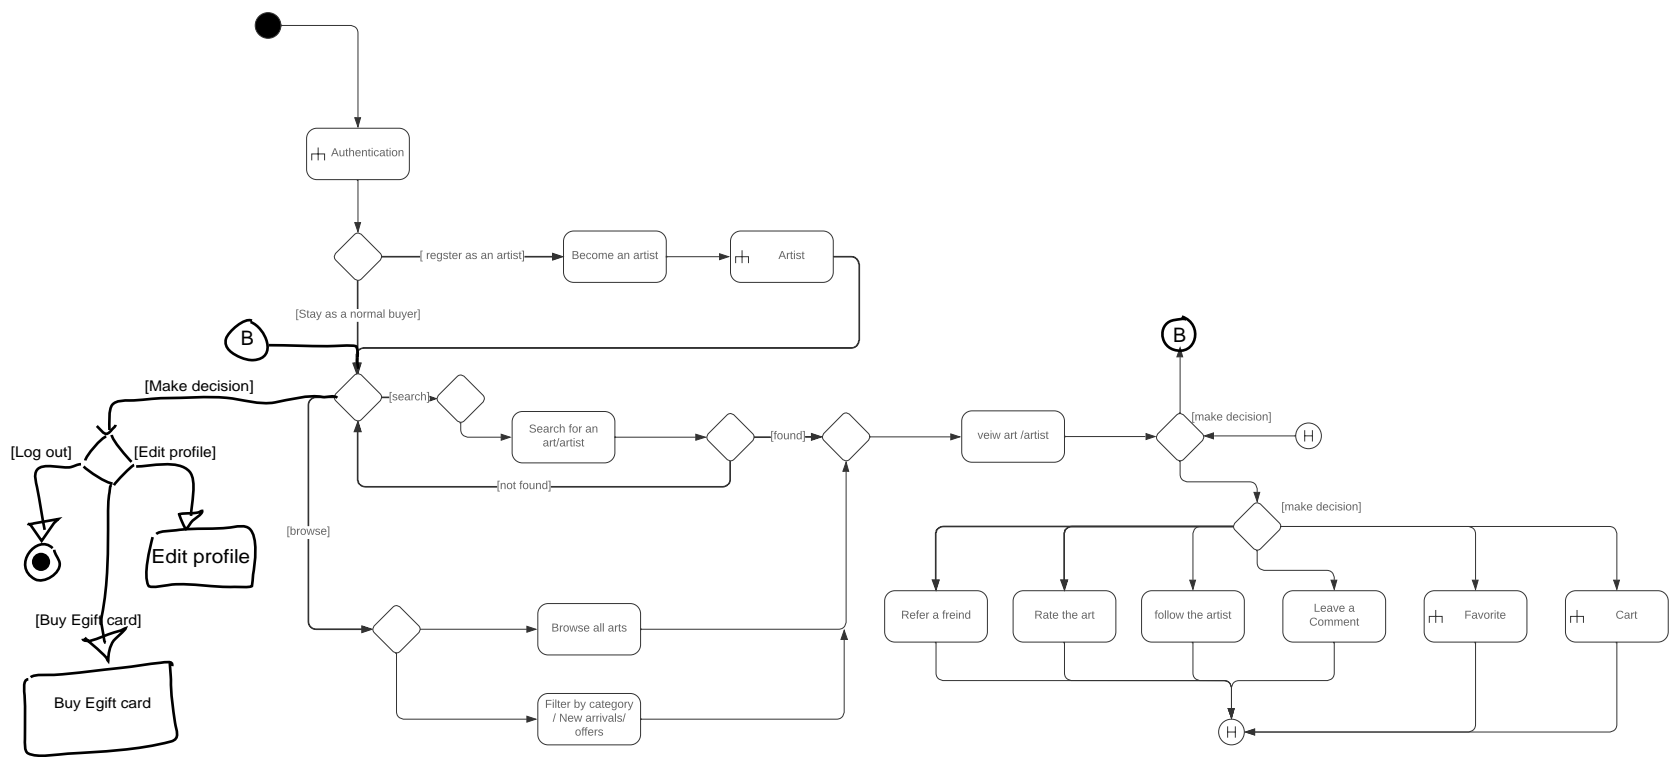 Authentication
[ regster as an artist]
Become an artist
Artist
[Stay as a normal buyer]
B
B
[Make decision]
[search]
Search for an
art/artist
[found]
veiw art /artist
[make decision]
H
[Log out]
[Edit profile]
[not found]
[make decision]
[browse]
Edit profile
Refer a freind
Rate the art
follow the artist
Leave a
Comment
Favorite
Cart
[Buy Egift card]
Browse all arts
Buy Egift card
Filter by category
/ New arrivals/
offers
H